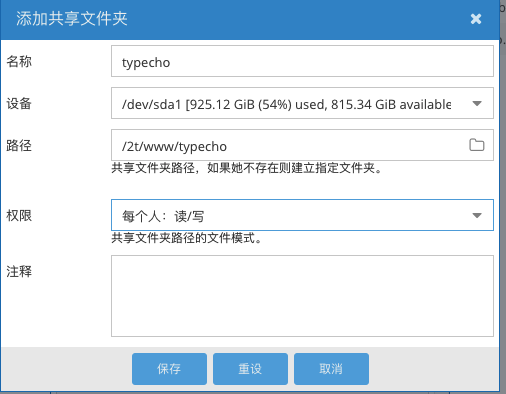 添加共享文件夹
名称 typecho
设备 /dev/sda1 [925.12 GiB (54%) used, 815.34 GiB available
路径 /2t/www/typecho
共享文件夹路径，如果她不存在则建立指定文件夹。
权限 每个人：读/写
共享文件夹路径的文件模式。
注释
保存 重设 取消